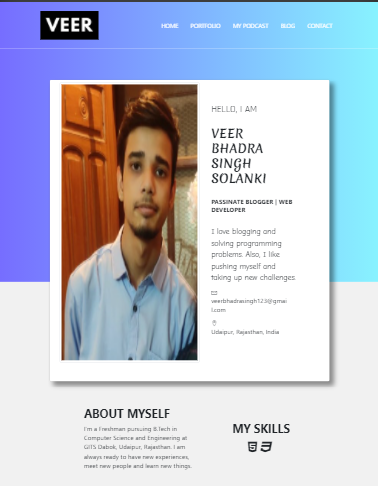 VEER
HOME PORTFOLIO MY PODCAST BLOG CONTACT
HELLO, I AM
VEER
BHADRA
SINGH
SOLANKI
PASSINATE BLOGGER | WEB
DEVELOPER
I love blogging and
solving programming
problems. Also, I like
pushing myself and
taking up new challenges.
veerbhadrasingh123@gmai
l.com
Udaipur, Rajasthan, India
ABOUT MYSELF
I'm a Freshman pursuing B.Tech in
Computer Science and Engineering at
GITS Dabok, Udaipur, Rajasthan. I am
always ready to have new experiences,
meet new people and learn new things.
MY SKILLS